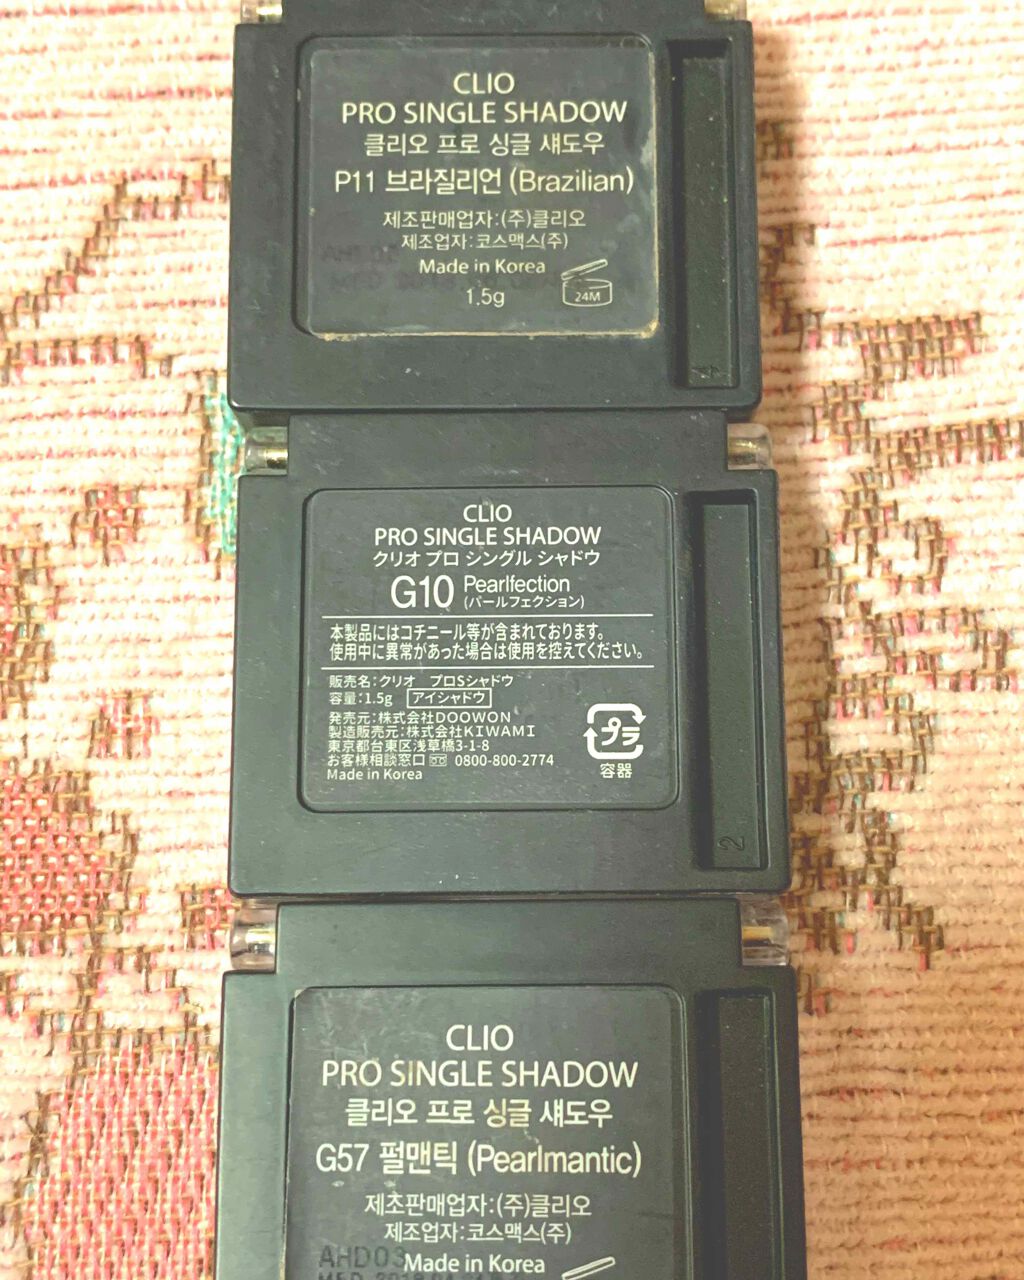 CLIO
PRO SINGLE SHADOW
클리오 프로 싱글 섀도우
P11 브라질리언 (Brazilian)
제조판매업자:(주)클리오
제조업자:코스맥스(주)
Made in Korea
1.5g
24M
CLIO
PRO SINGLE SHADOW
クリオ プロ シングル シャドウ
G10 Pearlfection
(パールフェクション)
本製品にはコチニール等が含まれております。
使用中に異常があった場合は使用を控えてください。
販売名:クリオ プロSシャドウ
容量:1.5g アイシャドウ
発売元:株式会社DOOWON
製造販売元:株式会社KIWAMI
東京都台東区浅草橋3-1-8
お客様相談窓口 0800-800-2774
Made in Korea
プラ
容器
2
CLIO
PRO SINGLE SHADOW
클리오 프로 싱글 섀도우
G57 펄맨틱 (Pearlmantic)
제조판매업자:(주)클리오
제조업자:코스맥스(주)
AHD03
Made in Korea